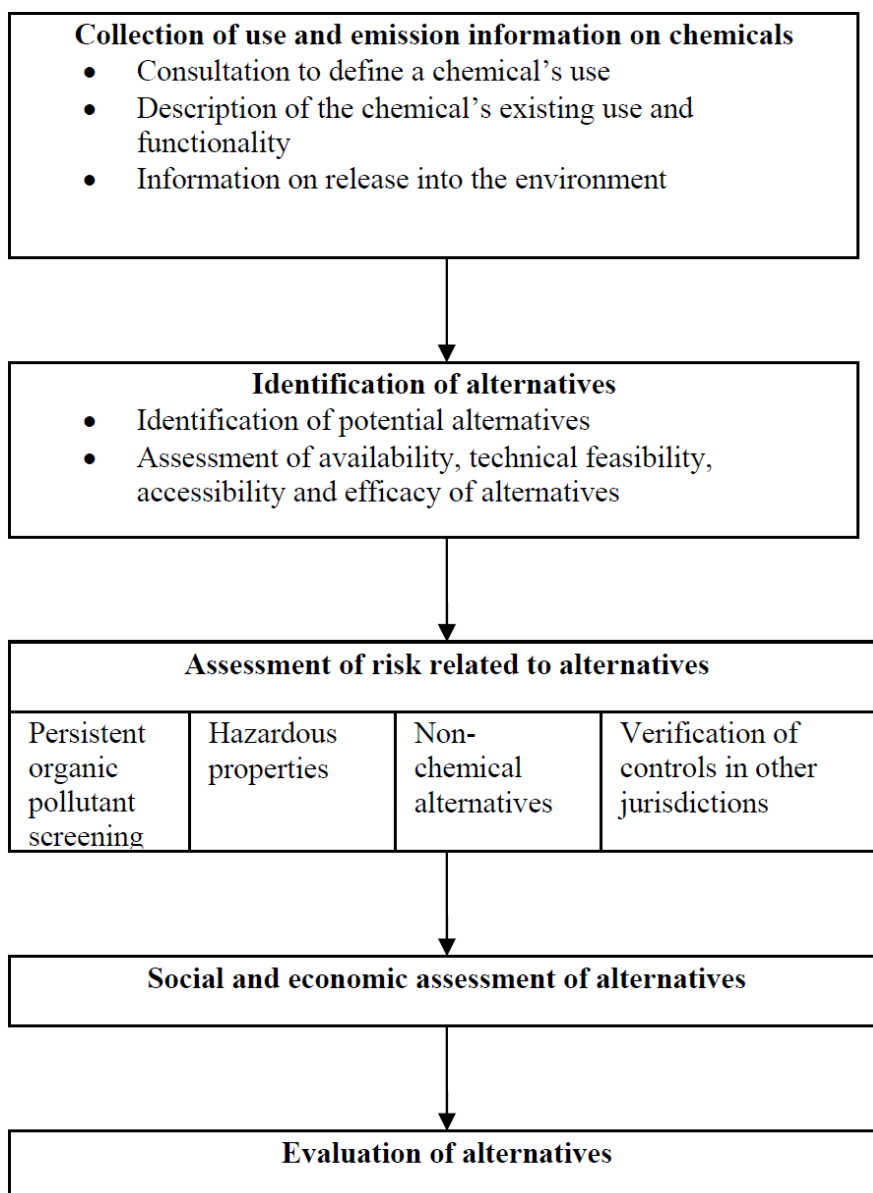 Collection of use and emission information on chemicals
• Consultation to define a chemical’s use
• Description of the chemical’s existing use and
functionality
• Information on release into the environment
Identification of alternatives
• Identification of potential alternatives
• Assessment of availability, technical feasibility,
accessibility and efficacy of alternatives
Assessment of risk related to alternatives
Persistent
organic
pollutant
screening
Hazardous
properties
Non-
chemical
alternatives
Verification of
controls in other
jurisdictions
Social and economic assessment of alternatives
Evaluation of alternatives